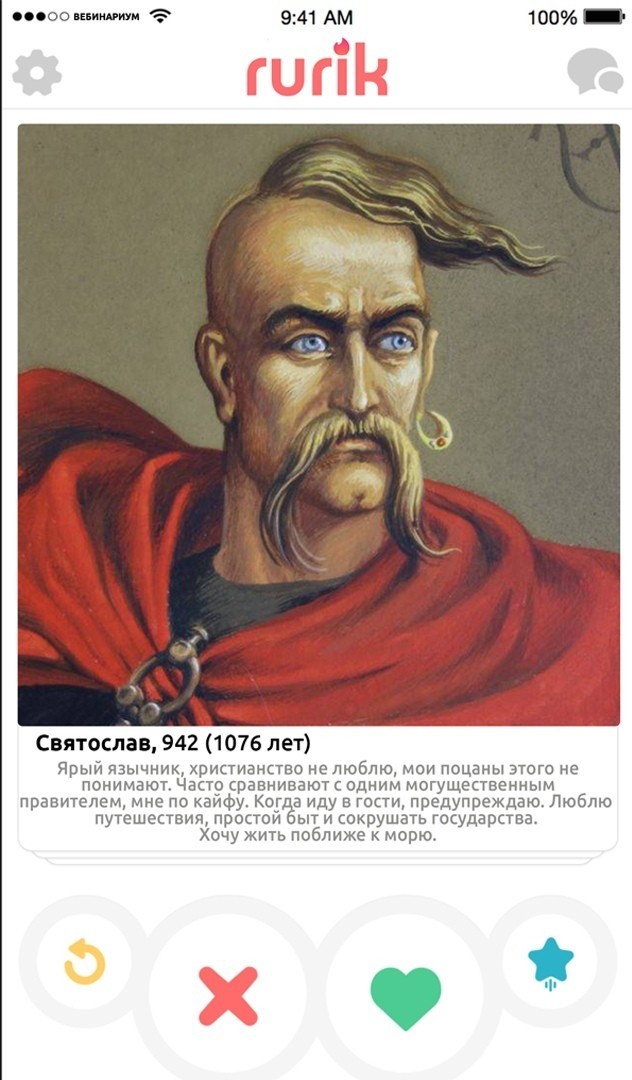 ВЕБИНАРИУМ
9:41 AM
100%
rurik
Святослав, 942 (1076 лет)
Ярый язычник, христианство не люблю, мои поцаны этого не
понимают. Часто сравнивают с одним могущественным
правителем, мне по кайфу. Когда иду в гости, предупреждаю. Люблю
путешествия, простой быт и сокрушать государства.
Хочу жить поближе к морю.